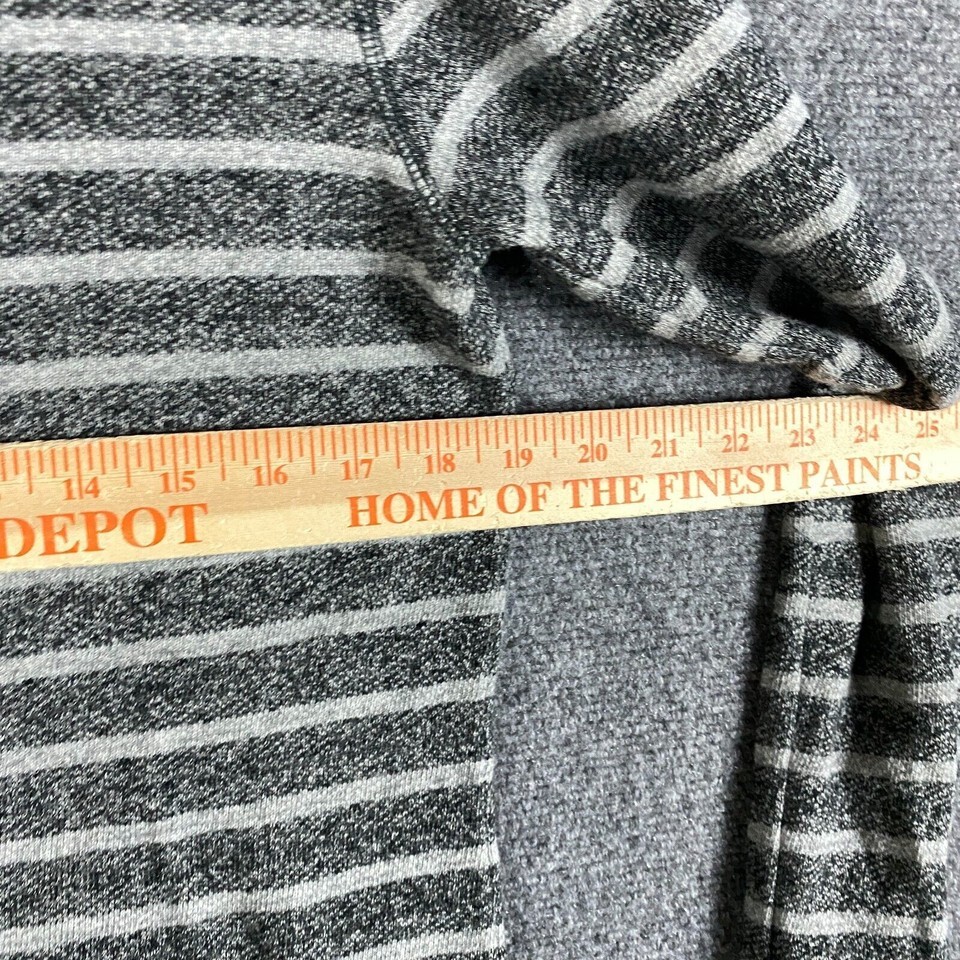 14 15 16 17 18 19 20 21 22 23 24 25
DEPOT HOME OF THE FINEST PAINTS